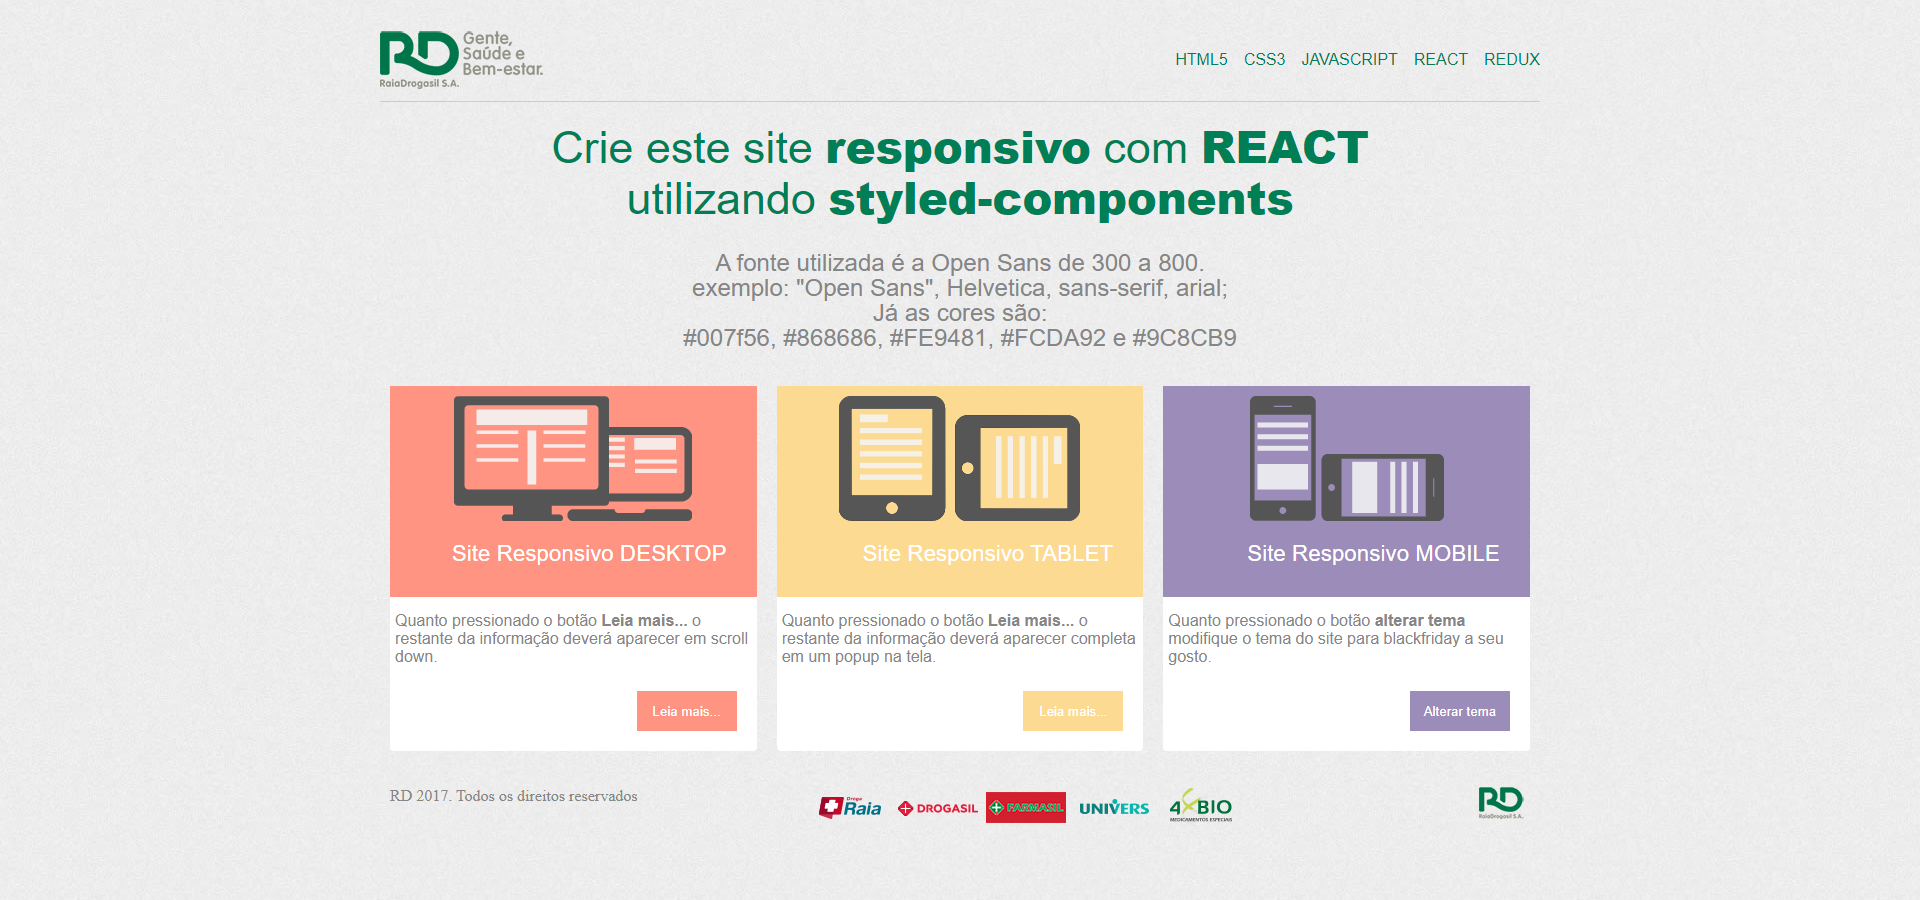 RD Gente,
Saúde e
Bem-estar.
RaiaDrogasil S.A.
HTML5 CSS3 JAVASCRIPT REACT REDUX
Crie este site responsivo com REACT
utilizando styled-components
A fonte utilizada é a Open Sans de 300 a 800.
exemplo: "Open Sans", Helvetica, sans-serif, arial;
Já as cores são:
#007f56, #868686, #FE9481, #FCDA92 e #9C8CB9
Site Responsivo DESKTOP
Quanto pressionado o botão Leia mais... o
restante da informação deverá aparecer em scroll
down.
Leia mais...
Site Responsivo TABLET
Quanto pressionado o botão Leia mais... o
restante da informação deverá aparecer completa
em um popup na tela.
Leia mais...
Site Responsivo MOBILE
Quanto pressionado o botão alterar tema
modifique o tema do site para blackfriday a seu
gosto.
Alterar tema
RD 2017. Todos os direitos reservados
Droga
Raia
DROGASIL
FARMASIL
UNIVERS
4BIO
MEDICAMENTOS ESPECIAIS
RD
RaiaDrogasil S.A.